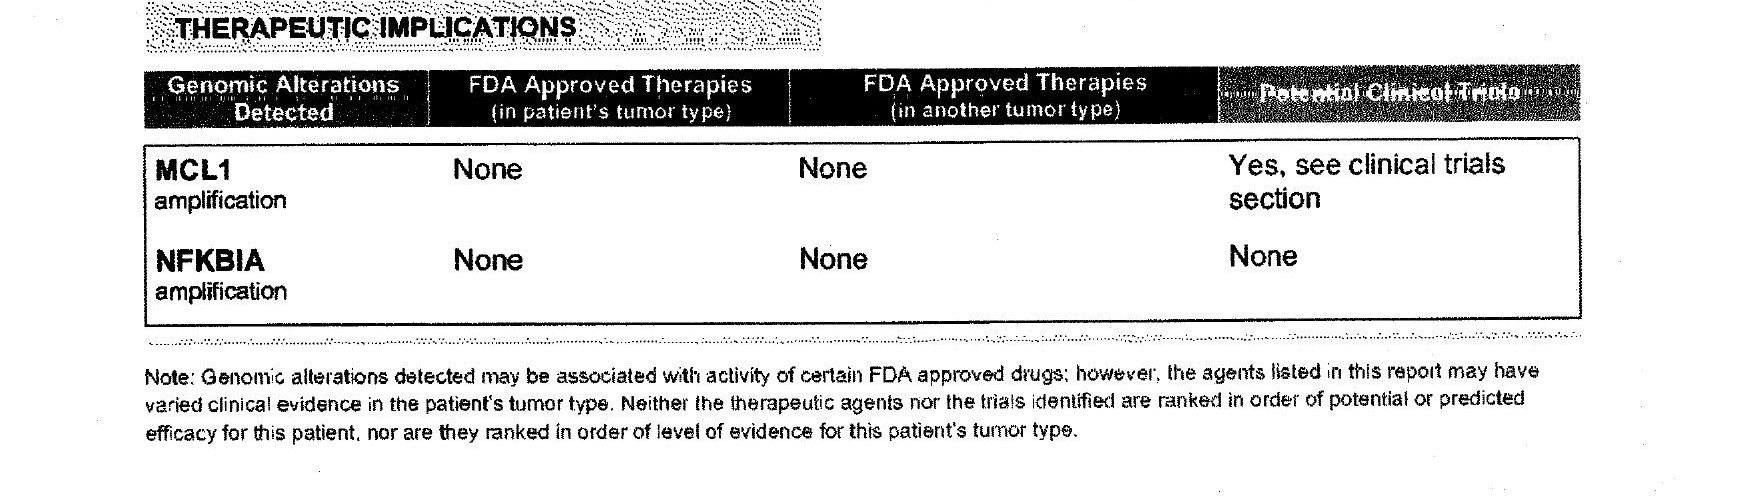 THERAPEUTIC IMPLICATIONS
Genomic Alterations Detected
FDA Approved Therapies (in patient's tumor type)
FDA Approved Therapies (in another tumor type)
Potential Clinical Trials
MCL1 None None Yes, see clinical trials
amplification section
NFKBIA None None None
amplification
Note: Genomic alterations detected may be associated with activity of certain FDA approved drugs; however, the agents listed in this report may have
varied clinical evidence in the patient's tumor type. Neither the therapeutic agents nor the trials identified are ranked in order of potential or predicted
efficacy for this patient, nor are they ranked in order of level of evidence for this patient's tumor type.